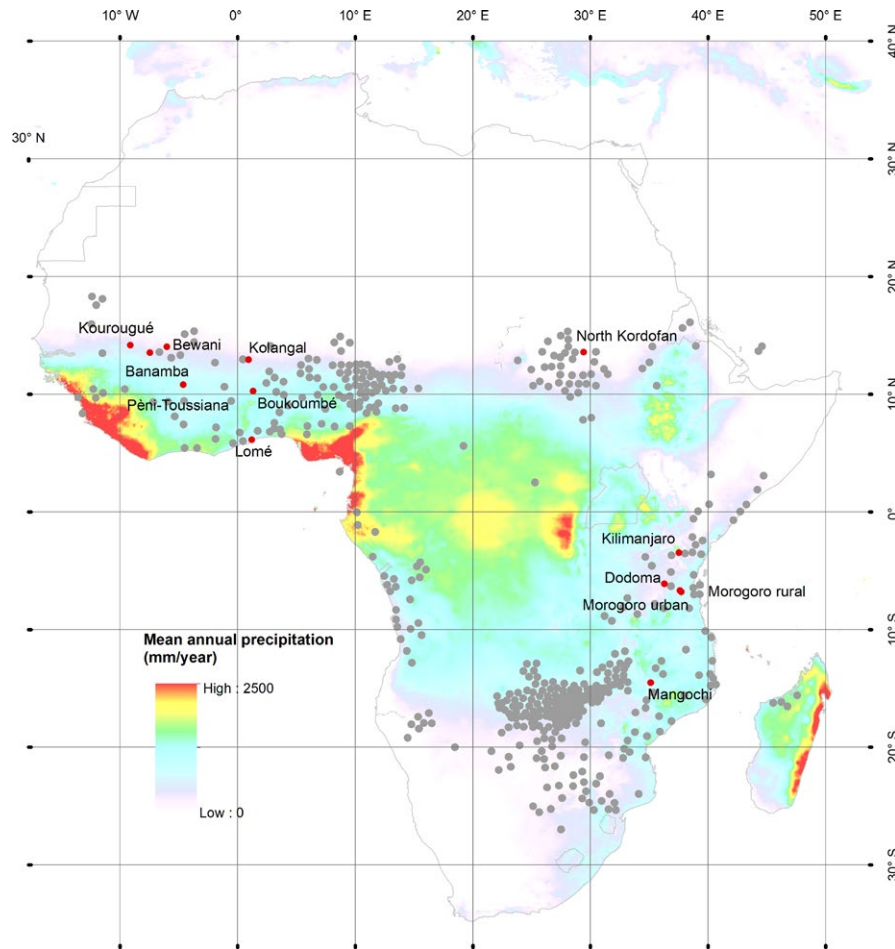 10° W 0° 10° E 20° E 30° E 40° E 50° E
40° N
30° N
30° N
20° N
Kourougué
Bewani
Kolangal
North Kordofan
Banamba
10° N
Pèni-Toussiana
Boukoumbé
Lomé
0°
Kilimanjaro
Dodoma
Morogoro rural
Morogoro urban
10° S
Mean annual precipitation
(mm/year)
High : 2500
Mangochi
20° S
Low : 0
30° S